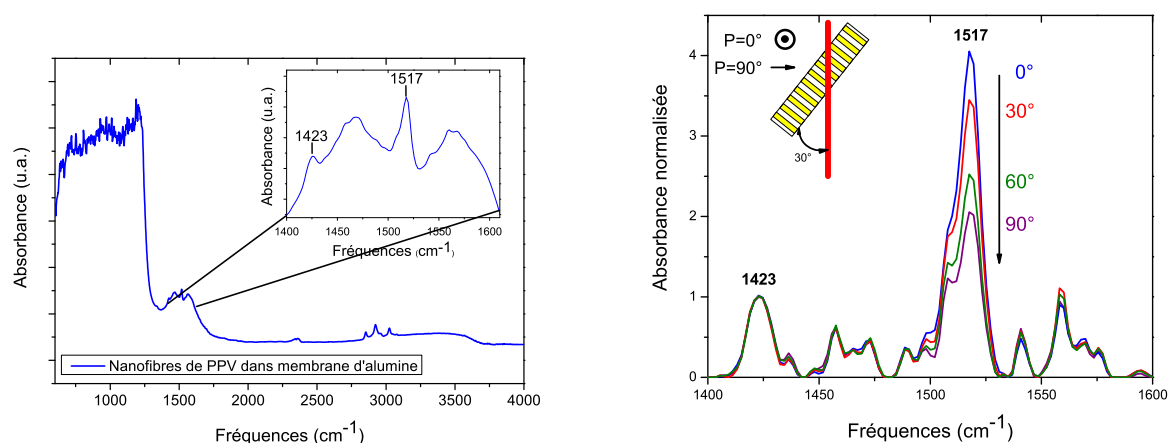 Absorbance (u.a.)
500 1000 1500 2000 2500 3000 3500 4000
Fréquences (cm-1)
Nanofibres de PPV dans membrane d'alumine
Absorbance (u.a.)
1423
1517
1400 1450 1500 1550 1600
Fréquences (cm-1)
Absorbance normalisée
4
3
2
1
0
1400 1450 1500 1550 1600
Fréquences (cm-1)
P=0°
P=90°
30°
1423
1517
0°
30°
60°
90°